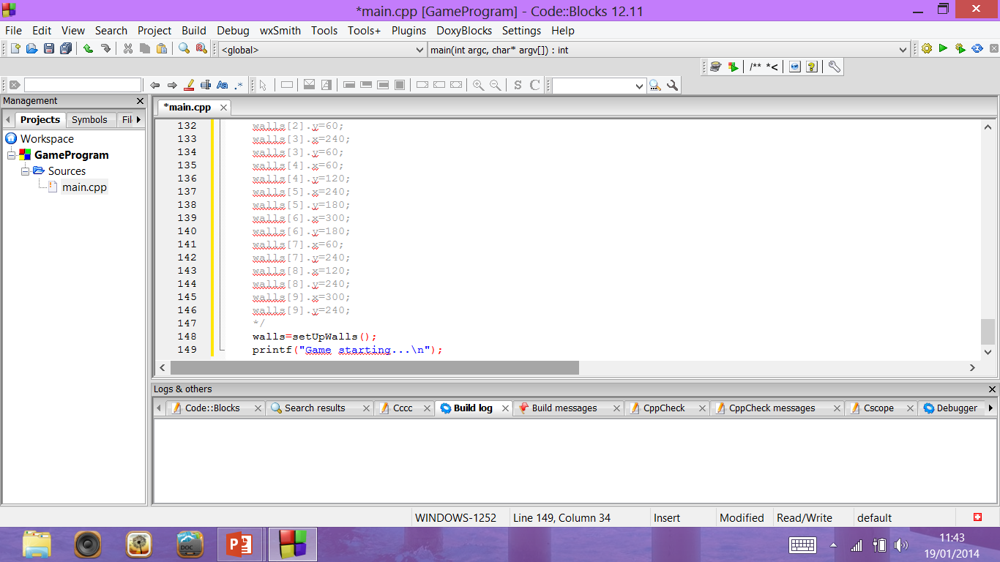 *main.cpp [GameProgram] - Code::Blocks 12.11
File Edit View Search Project Build Debug wxSmith Tools Tools+ Plugins DoxyBlocks Settings Help
<global> main(int argc, char* argv[]) : int
/** *<
Aa .* S C
Management
Projects Symbols Fil
*main.cpp
Workspace
GameProgram
Sources
main.cpp
132 walls[2].y=60;
133 walls[3].x=240;
134 walls[3].y=60;
135 walls[4].x=60;
136 walls[4].y=120;
137 walls[5].x=240;
138 walls[5].y=180;
139 walls[6].x=300;
140 walls[6].y=180;
141 walls[7].x=60;
142 walls[7].y=240;
143 walls[8].x=120;
144 walls[8].y=240;
145 walls[9].x=300;
146 walls[9].y=240;
147 */
148 walls=setUpWalls();
149 printf("Game starting...\n");
Logs & others
Code::Blocks Search results Cccc Build log Build messages CppCheck CppCheck messages Cscope Debugger
WINDOWS-1252 Line 149, Column 34 Insert Modified Read/Write default
DOC
P
11:43
19/01/2014